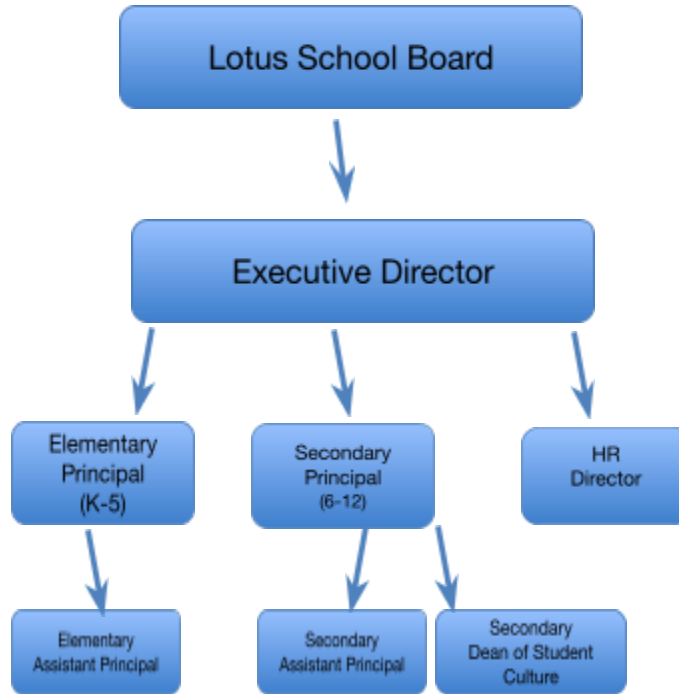 Lotus School Board
Executive Director
Elementary
Principal
(K-5)
Secondary
Principal
(6-12)
HR
Director
Elementary
Assistant Principal
Secondary
Assistant Principal
Secondary
Dean of Student
Culture